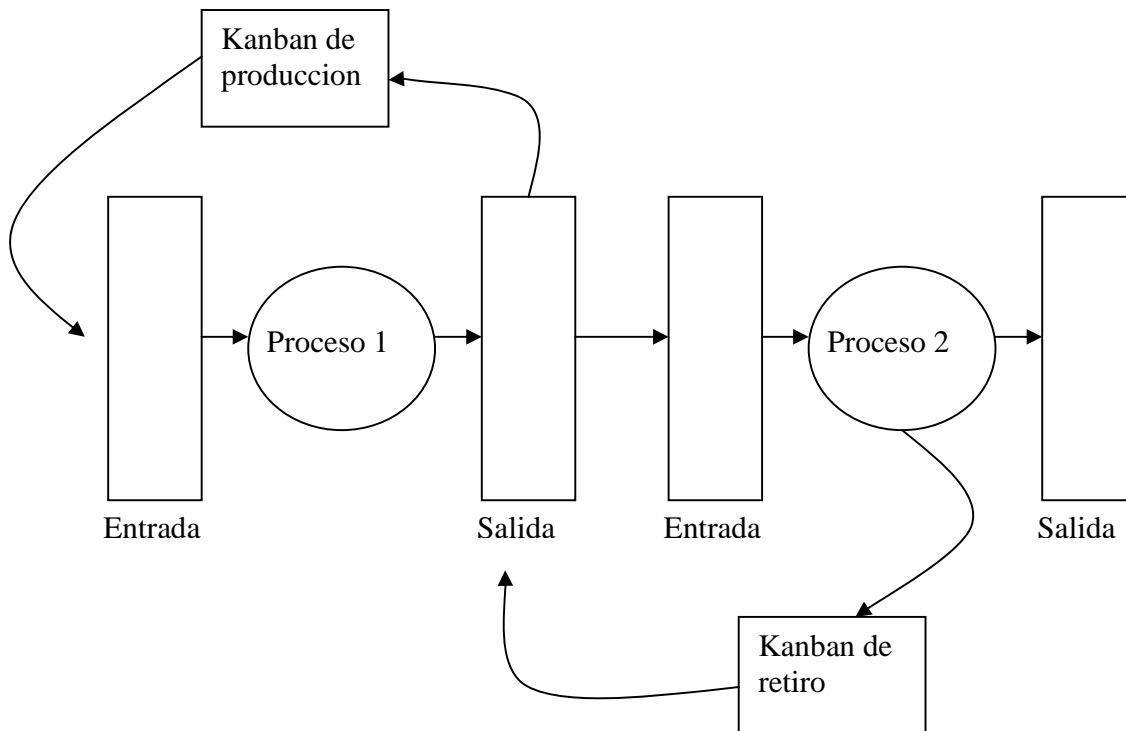 Kanban de
produccion
Proceso 1
Proceso 2
Entrada
Salida
Entrada
Salida
Kanban de
retiro